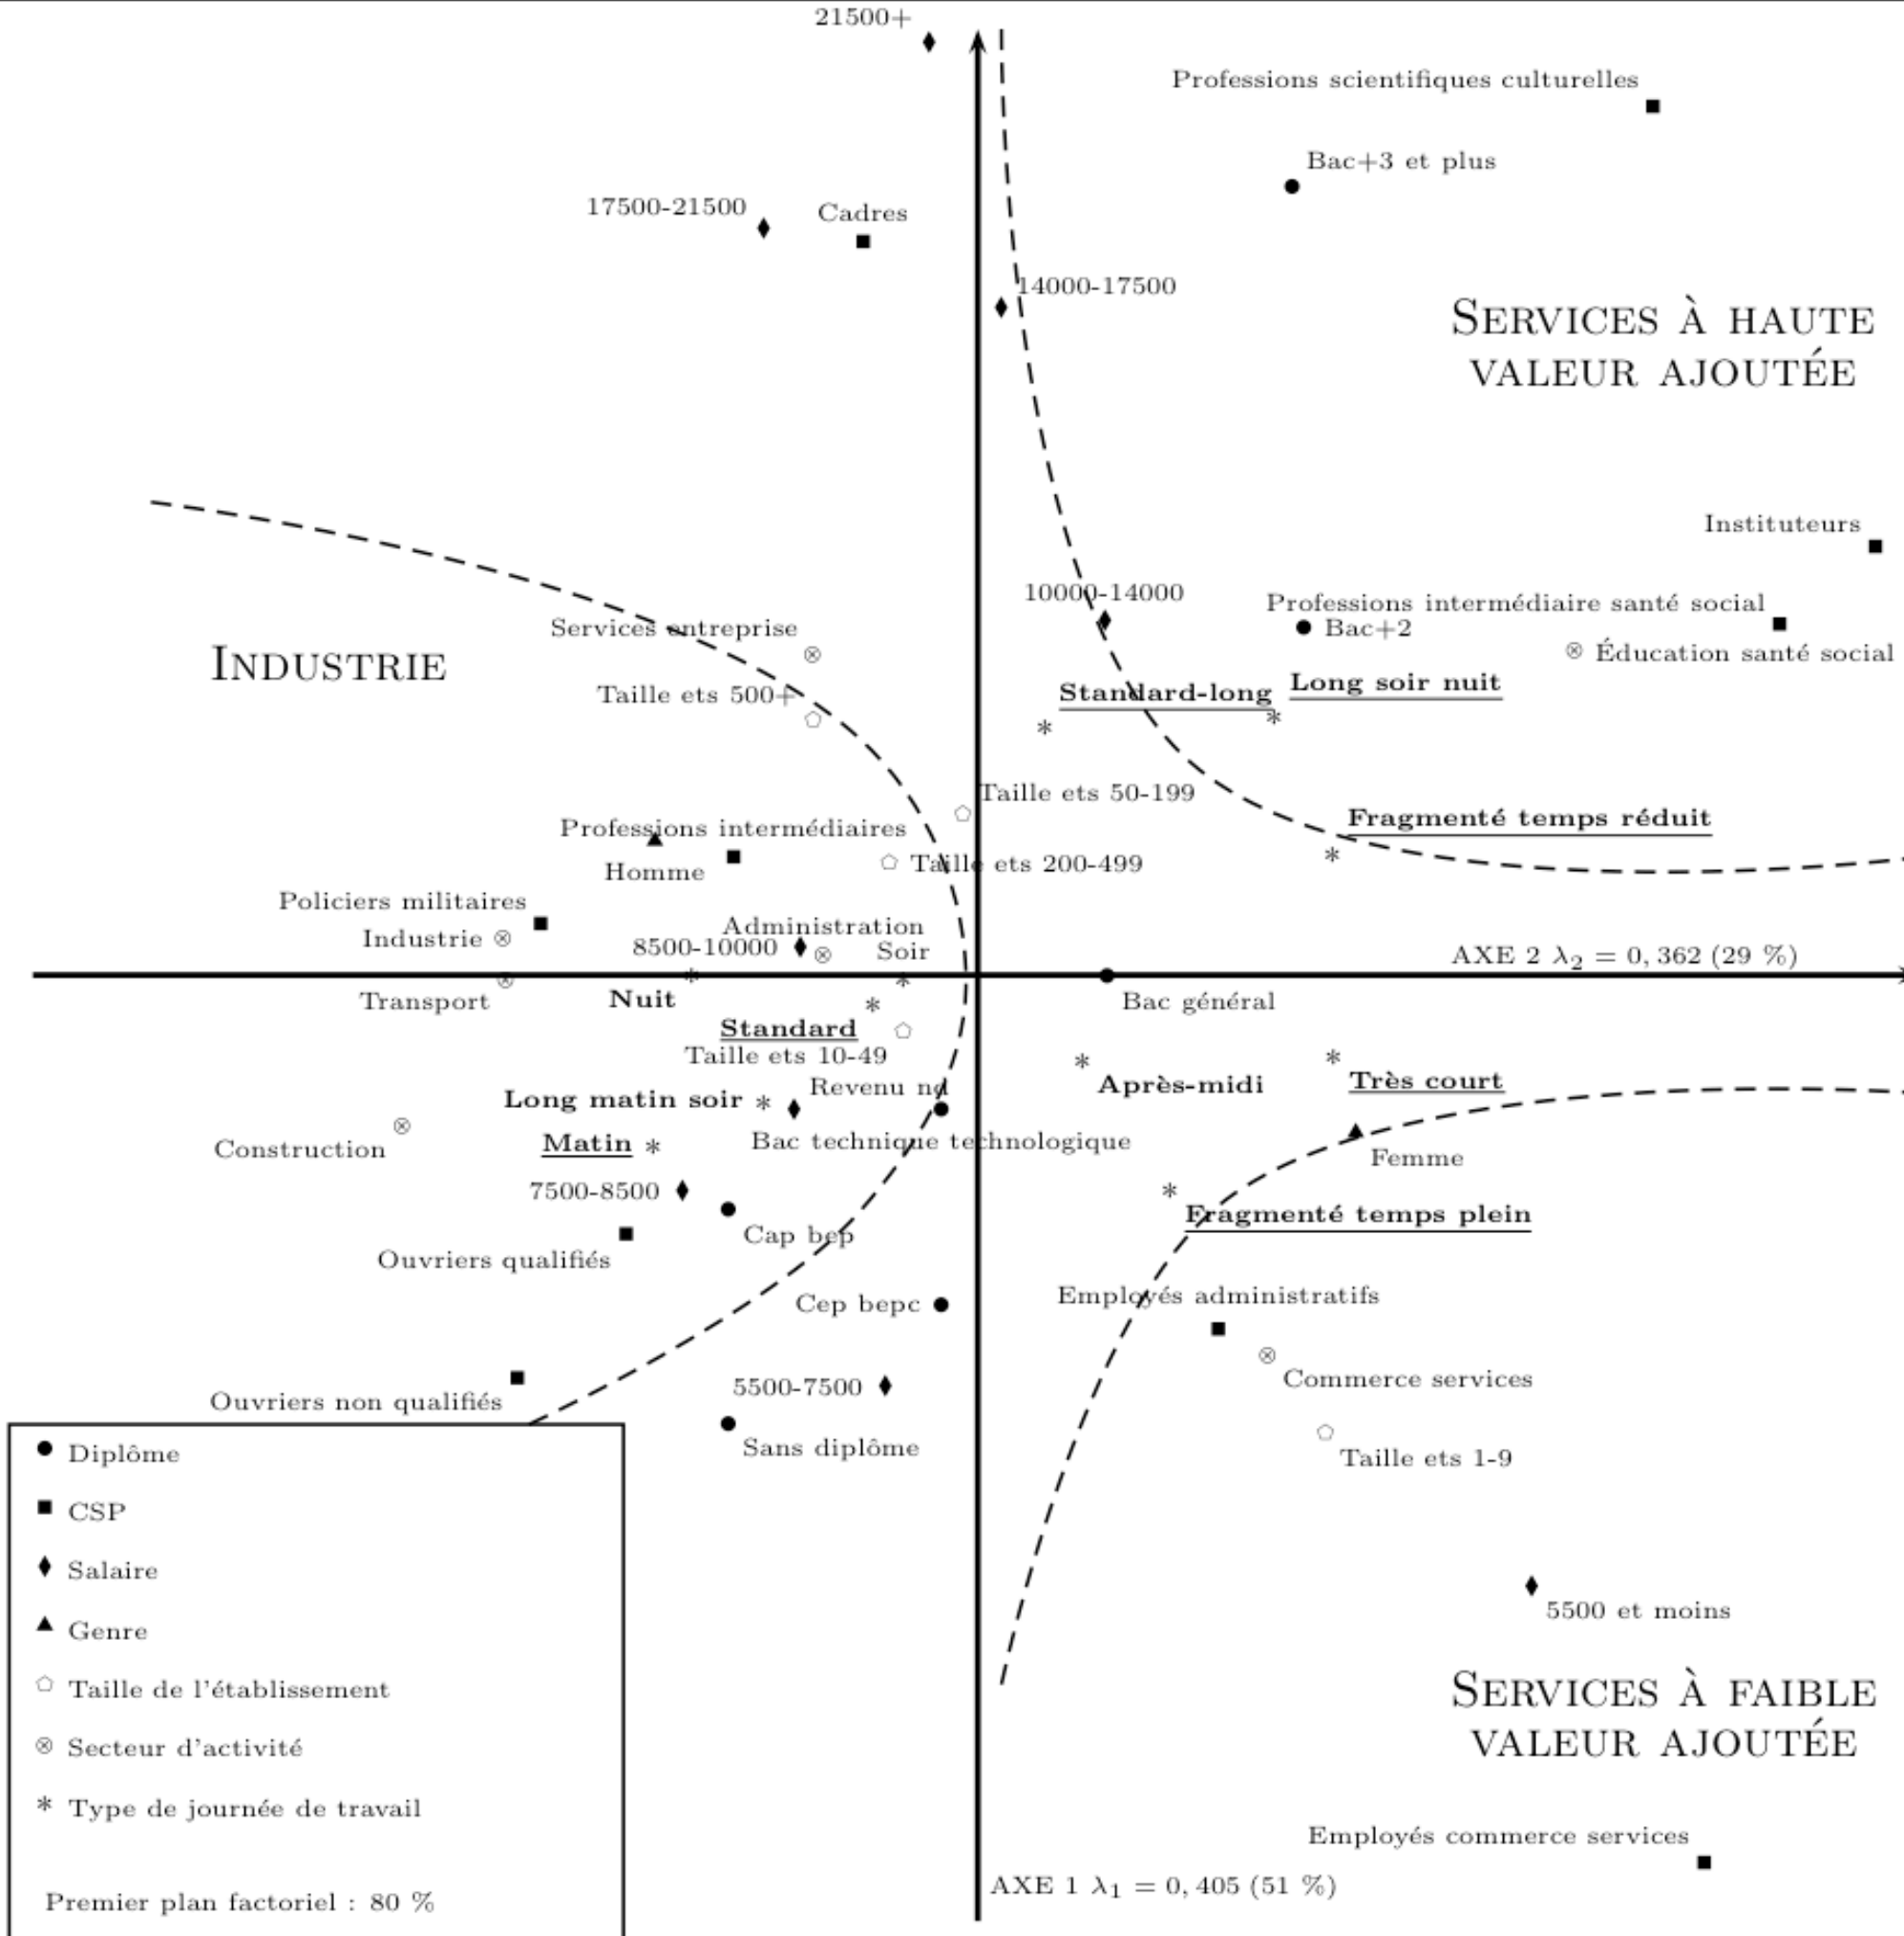 21500+
Professions scientifiques culturelles
Bac+3 et plus
17500-21500
Cadres
14000-17500
SERVICES À HAUTE
VALEUR AJOUTÉE
Instituteurs
10000-14000
Professions intermédiaire santé social
Services entreprise
Bac+2
Éducation santé social
INDUSTRIE
Taille ets 500+
Standard-long
Long soir nuit
Taille ets 50-199
Fragmenté temps réduit
Professions intermédiaires
Homme
Taille ets 200-499
Policiers militaires
Administration
Industrie
8500-10000
Soir
AXE 2 λ2 = 0, 362 (29 %)
Transport
Nuit
Bac général
Standard
Taille ets 10-49
Revenu nd
Après-midi
Très court
Long matin soir
Construction
Matin
Bac technique technologique
Femme
7500-8500
Fragmenté temps plein
Cap bep
Ouvriers qualifiés
Cep bepc
Employés administratifs
5500-7500
Commerce services
Ouvriers non qualifiés
Sans diplôme
Taille ets 1-9
Diplôme
CSP
Salaire
Genre
Taille de l'établissement
Secteur d'activité
Type de journée de travail
Premier plan factoriel : 80 %
5500 et moins
SERVICES À FAIBLE
VALEUR AJOUTÉE
Employés commerce services
AXE 1 λ1 = 0, 405 (51 %)